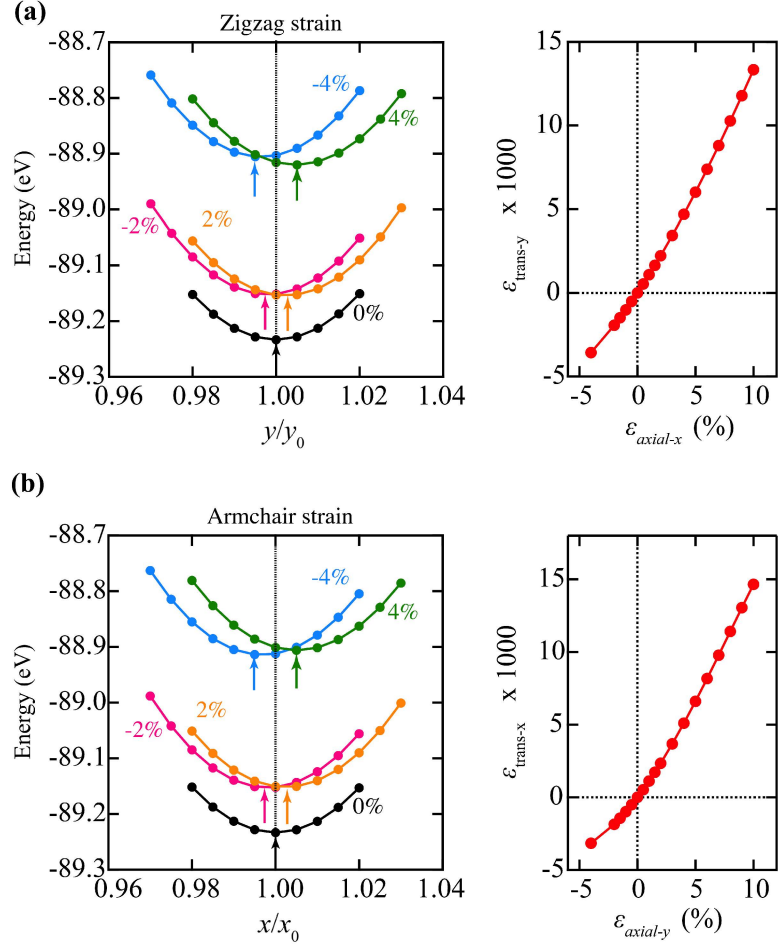 (a)
Zigzag strain
-88.7
-88.8
-88.9
-89.0
-89.1
-89.2
-89.3
Energy (eV)
-4%
4%
-2%
2%
0%
0.96 0.98 1.00 1.02 1.04
y/y0
15
10
5
0
-5
εtrans-y x 1000
-5 0 5 10
εaxial-x (%)
(b)
Armchair strain
-88.7
-88.8
-88.9
-89.0
-89.1
-89.2
-89.3
Energy (eV)
-4%
4%
-2%
2%
0%
0.96 0.98 1.00 1.02 1.04
x/x0
15
10
5
0
-5
εtrans-x x 1000
-5 0 5 10
εaxial-y (%)